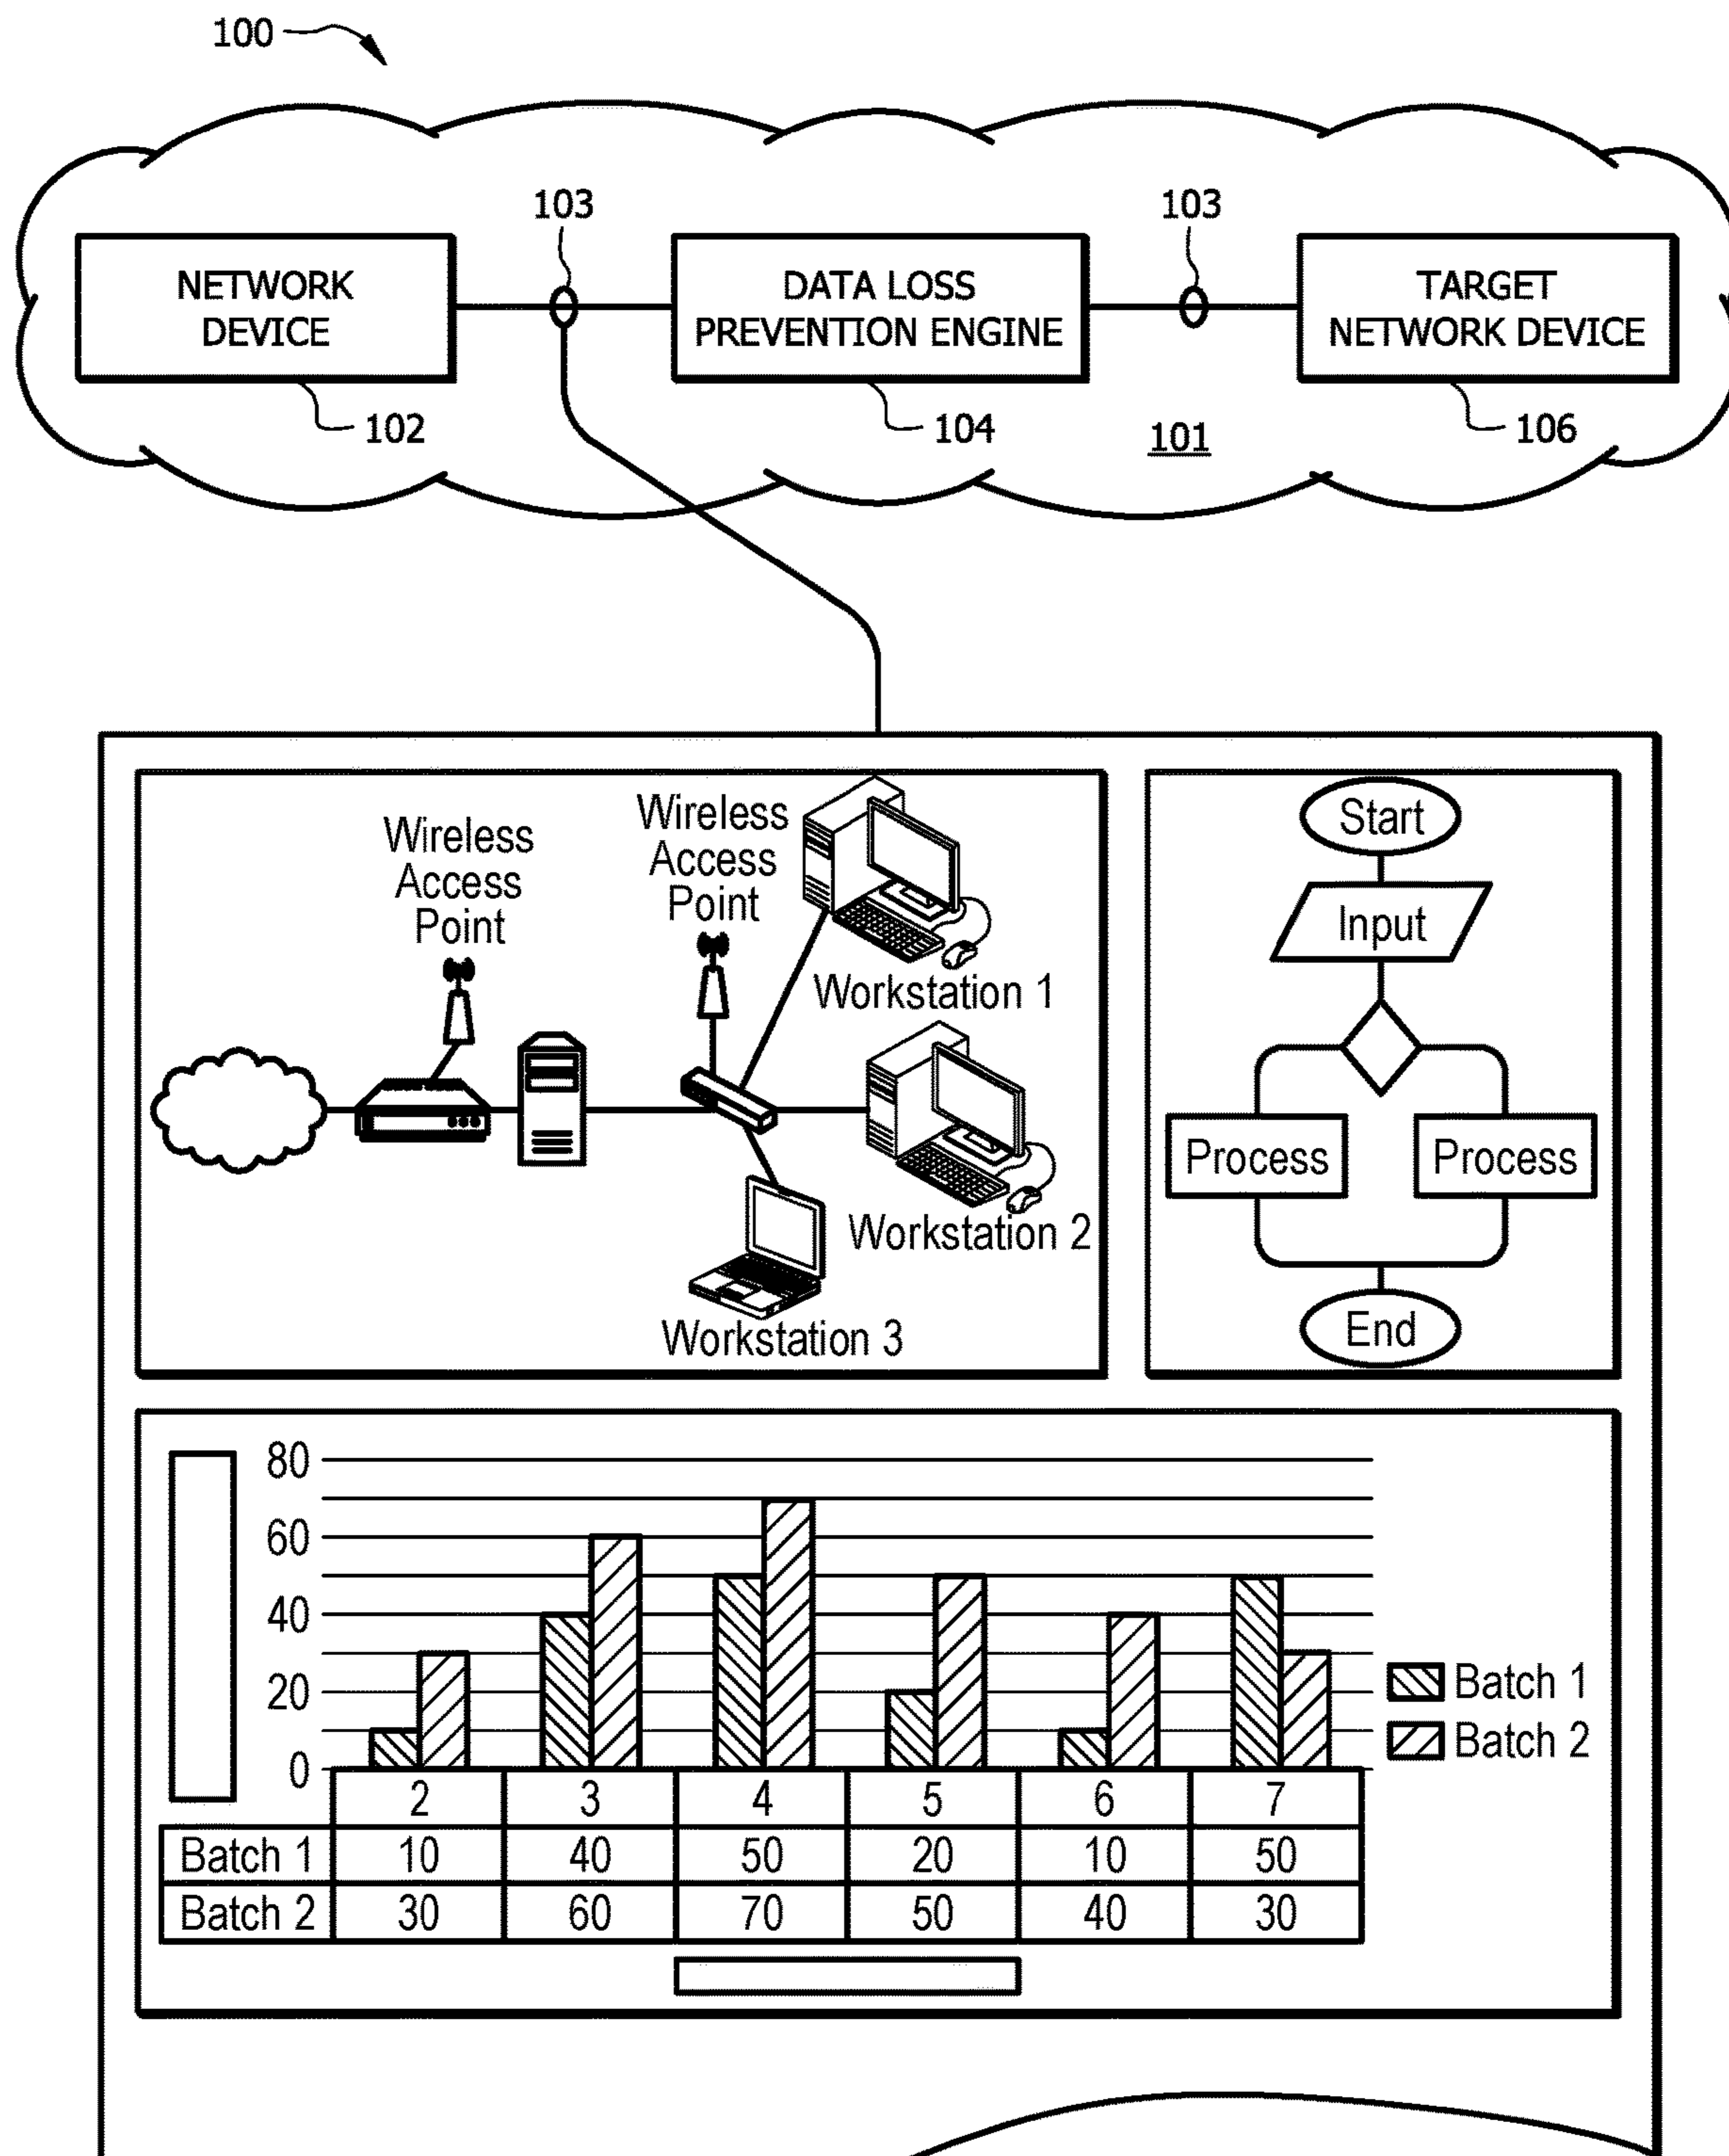 100
103
103
NETWORK
DEVICE
DATA LOSS
PREVENTION ENGINE
TARGET
NETWORK DEVICE
102
104
101
106
Wireless
Access
Point
Wireless
Access
Point
Workstation 1
Workstation 2
Workstation 3
Start
Input
Process
Process
End
80
60
40
20
0
Batch 1
Batch 2
2 3 4 5 6 7
Batch 1 10 40 50 20 10 50
Batch 2 30 60 70 50 40 30